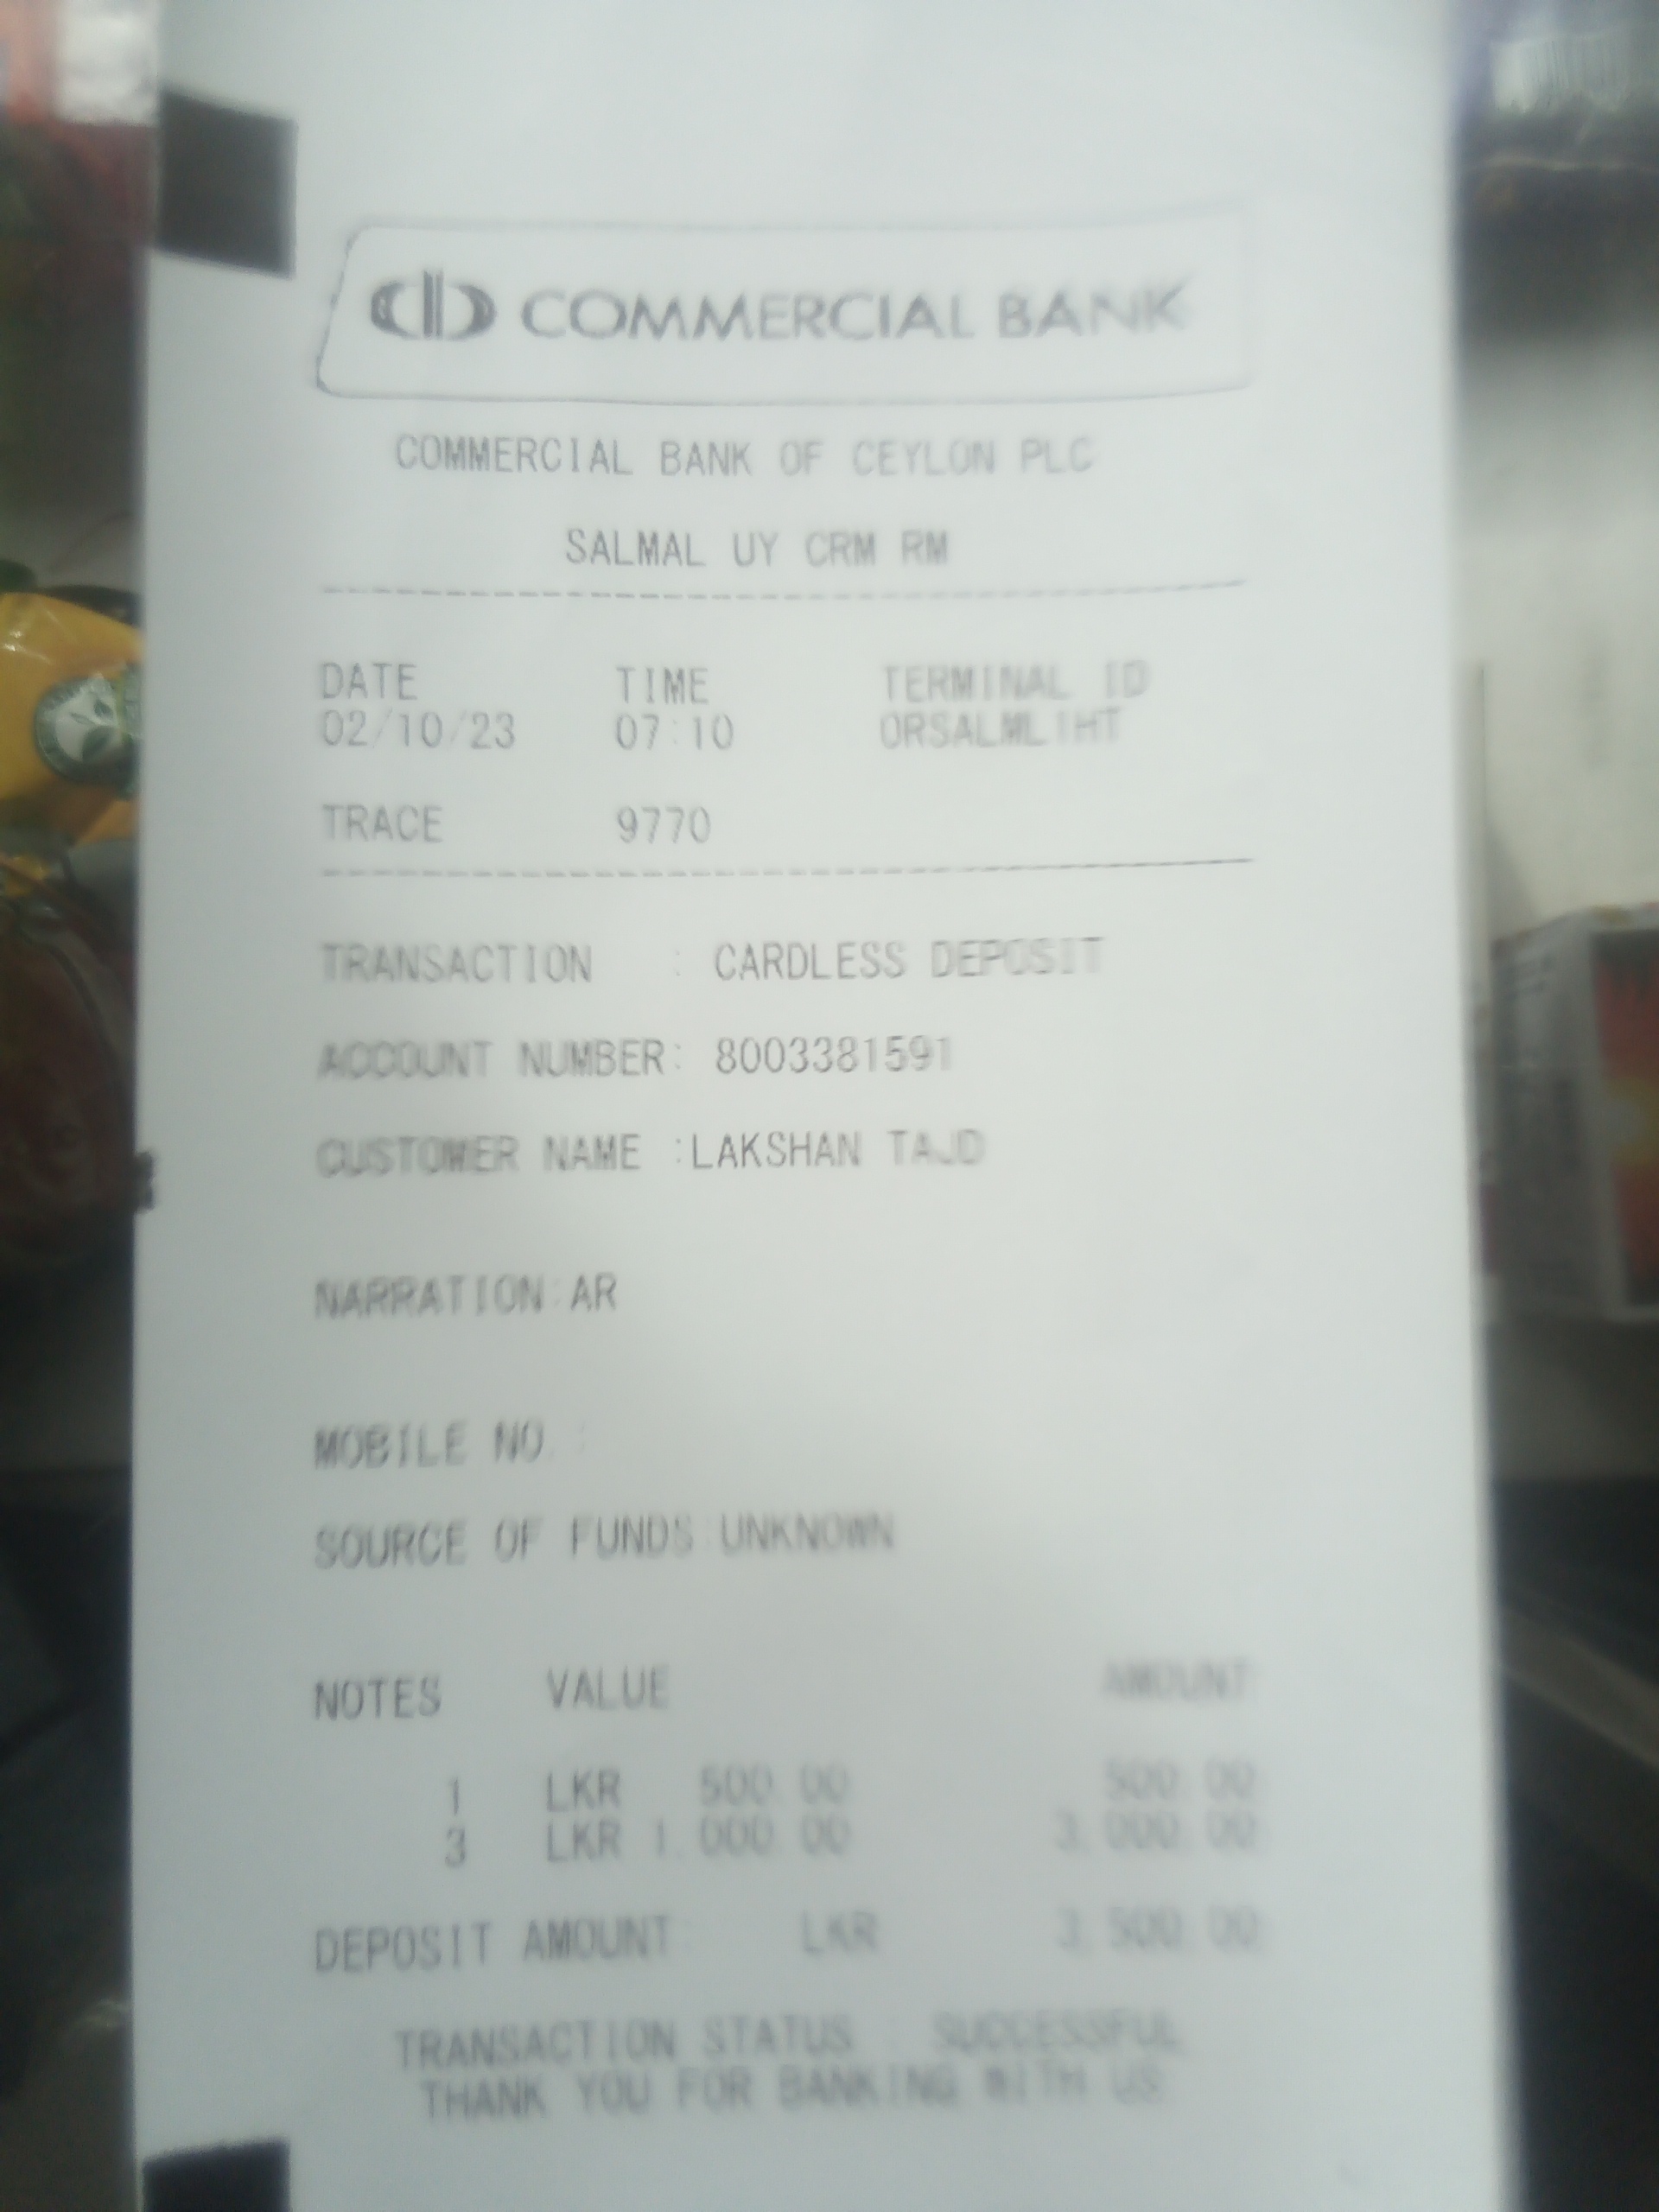 COMMERCIAL BANK
COMMERCIAL BANK OF CEYLON PLC
SALMAL UY CRM RM
DATE TIME TERMINAL ID
02/10/23 07:10 ORSALML1HT
TRACE 9770
TRANSACTION : CARDLESS DEPOSIT
ACCOUNT NUMBER: 8003381591
CUSTOMER NAME :LAKSHAN TAJD
NARRATION:AR
MOBILE NO. :
SOURCE OF FUNDS:UNKNOWN
NOTES VALUE AMOUNT
1 LKR 500.00 500.00
3 LKR 1,000.00 3,000.00
DEPOSIT AMOUNT: LKR 3,500.00
TRANSACTION STATUS : SUCCESSFUL
THANK YOU FOR BANKING WITH US